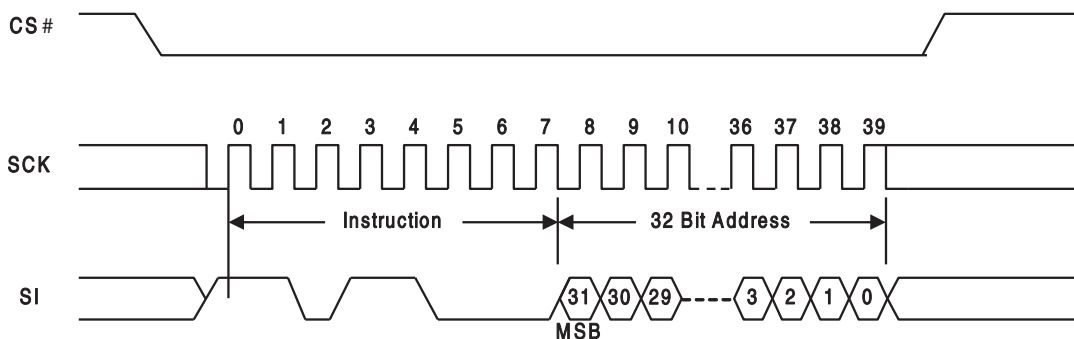 CS#
0 1 2 3 4 5 6 7 8 9 10 36 37 38 39
SCK
Instruction 32 Bit Address
SI 31 30 29 3 2 1 0
MSB